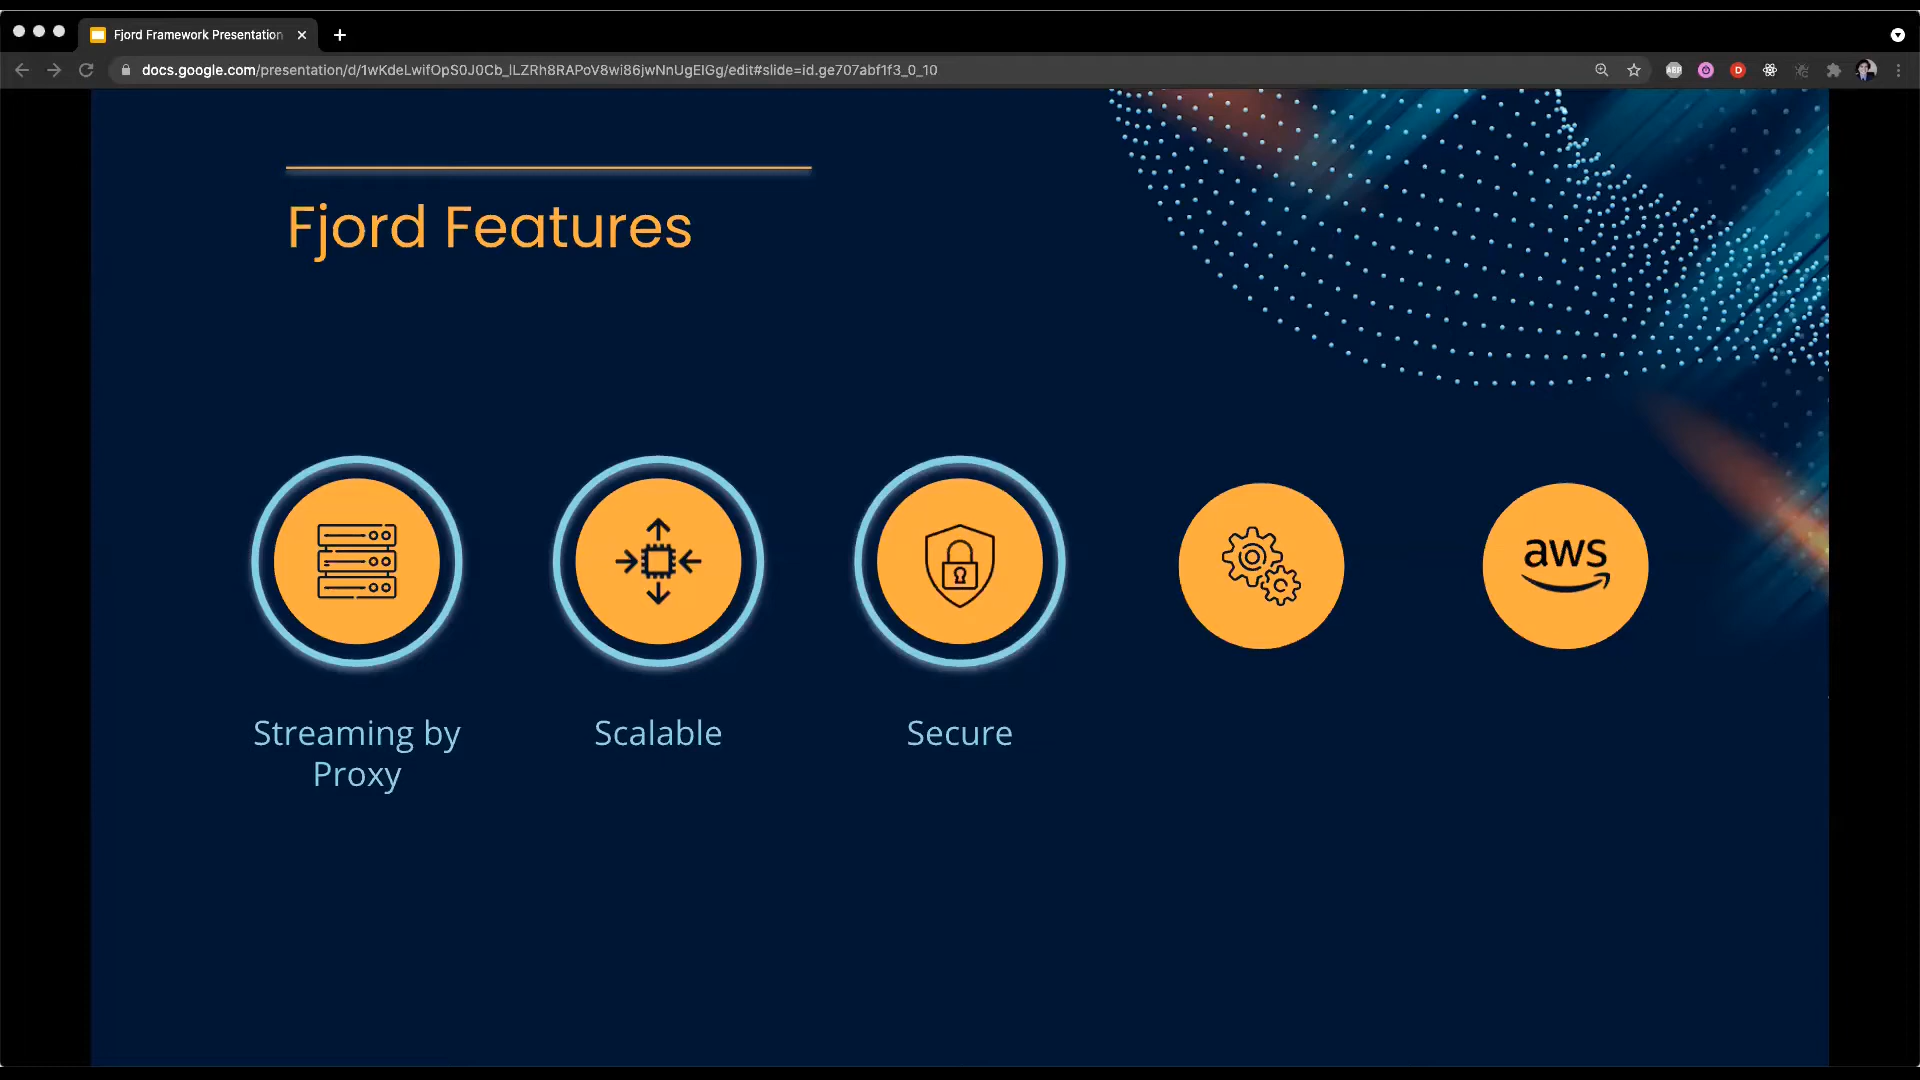 Fjord Framework Presentation
docs.google.com/presentation/d/1wKdeLwifOpS0J0Cb_lLZRh8RAPoV8wi86jwNnUgElGg/edit#slide=id.ge707abf1f3_0_10
ABP
D
Fjord Features
aws
Streaming by
Proxy
Scalable
Secure